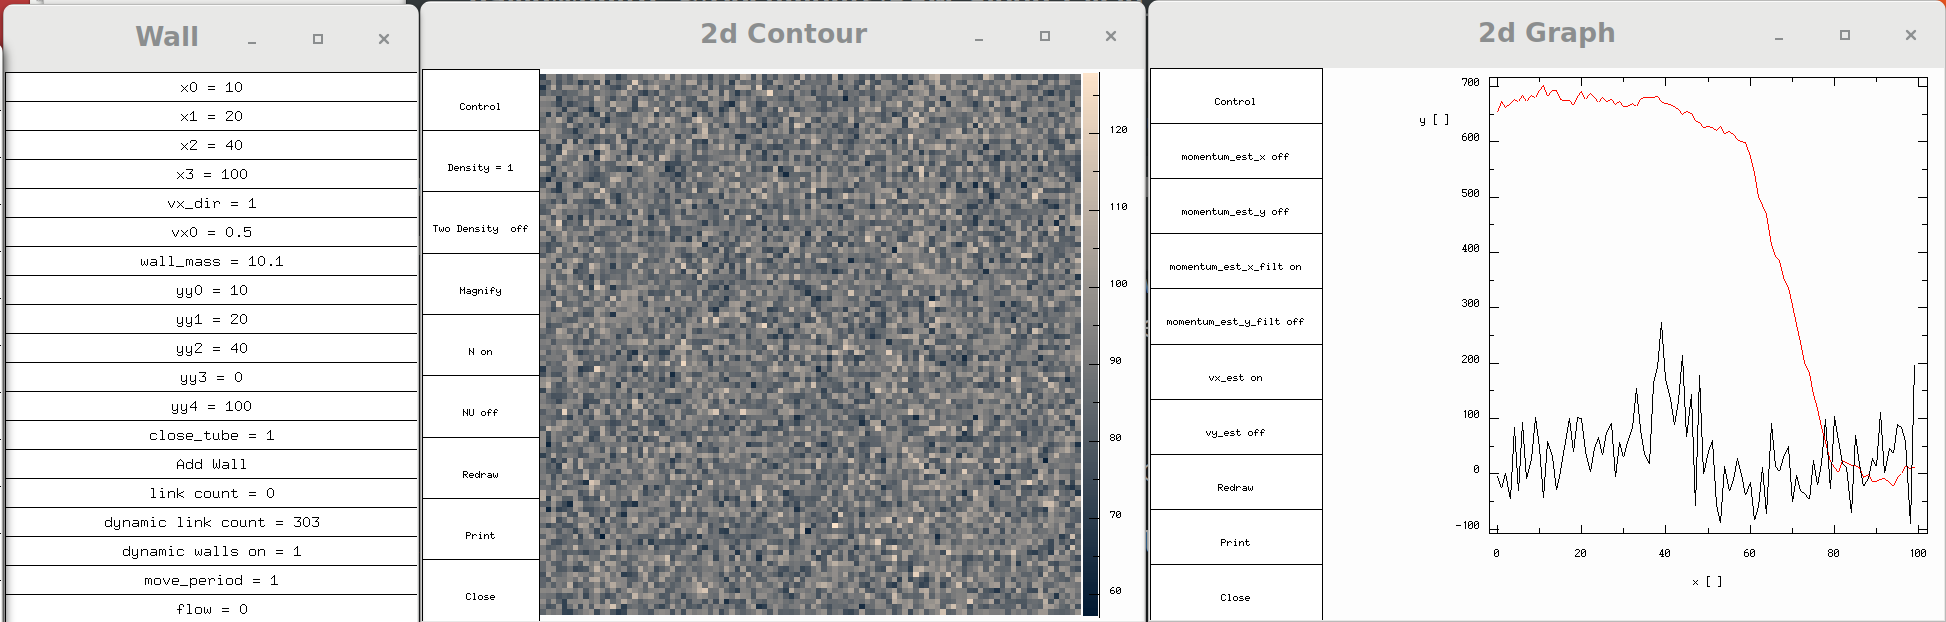 Wall
x0 = 10
x1 = 20
x2 = 40
x3 = 100
vx_dir = 1
vx0 = 0.5
wall_mass = 10.1
yy0 = 10
yy1 = 20
yy2 = 40
yy3 = 0
yy4 = 100
close_tube = 1
Add Wall
link count = 0
dynamic link count = 303
dynamic walls on = 1
move_period = 1
flow = 0
2d Contour
Control
Density = 1
Two Density off
Magnify
N on
NU off
Redraw
Print
Close
120
110
100
90
80
70
60
2d Graph
Control
momentum_est_x off
momentum_est_y off
momentum_est_x_filt on
momentum_est_y_filt off
vx_est on
vy_est off
Redraw
Print
Close
y [ ]
700
600
500
400
300
200
100
0
-100
0 20 40 60 80 100
x [ ]